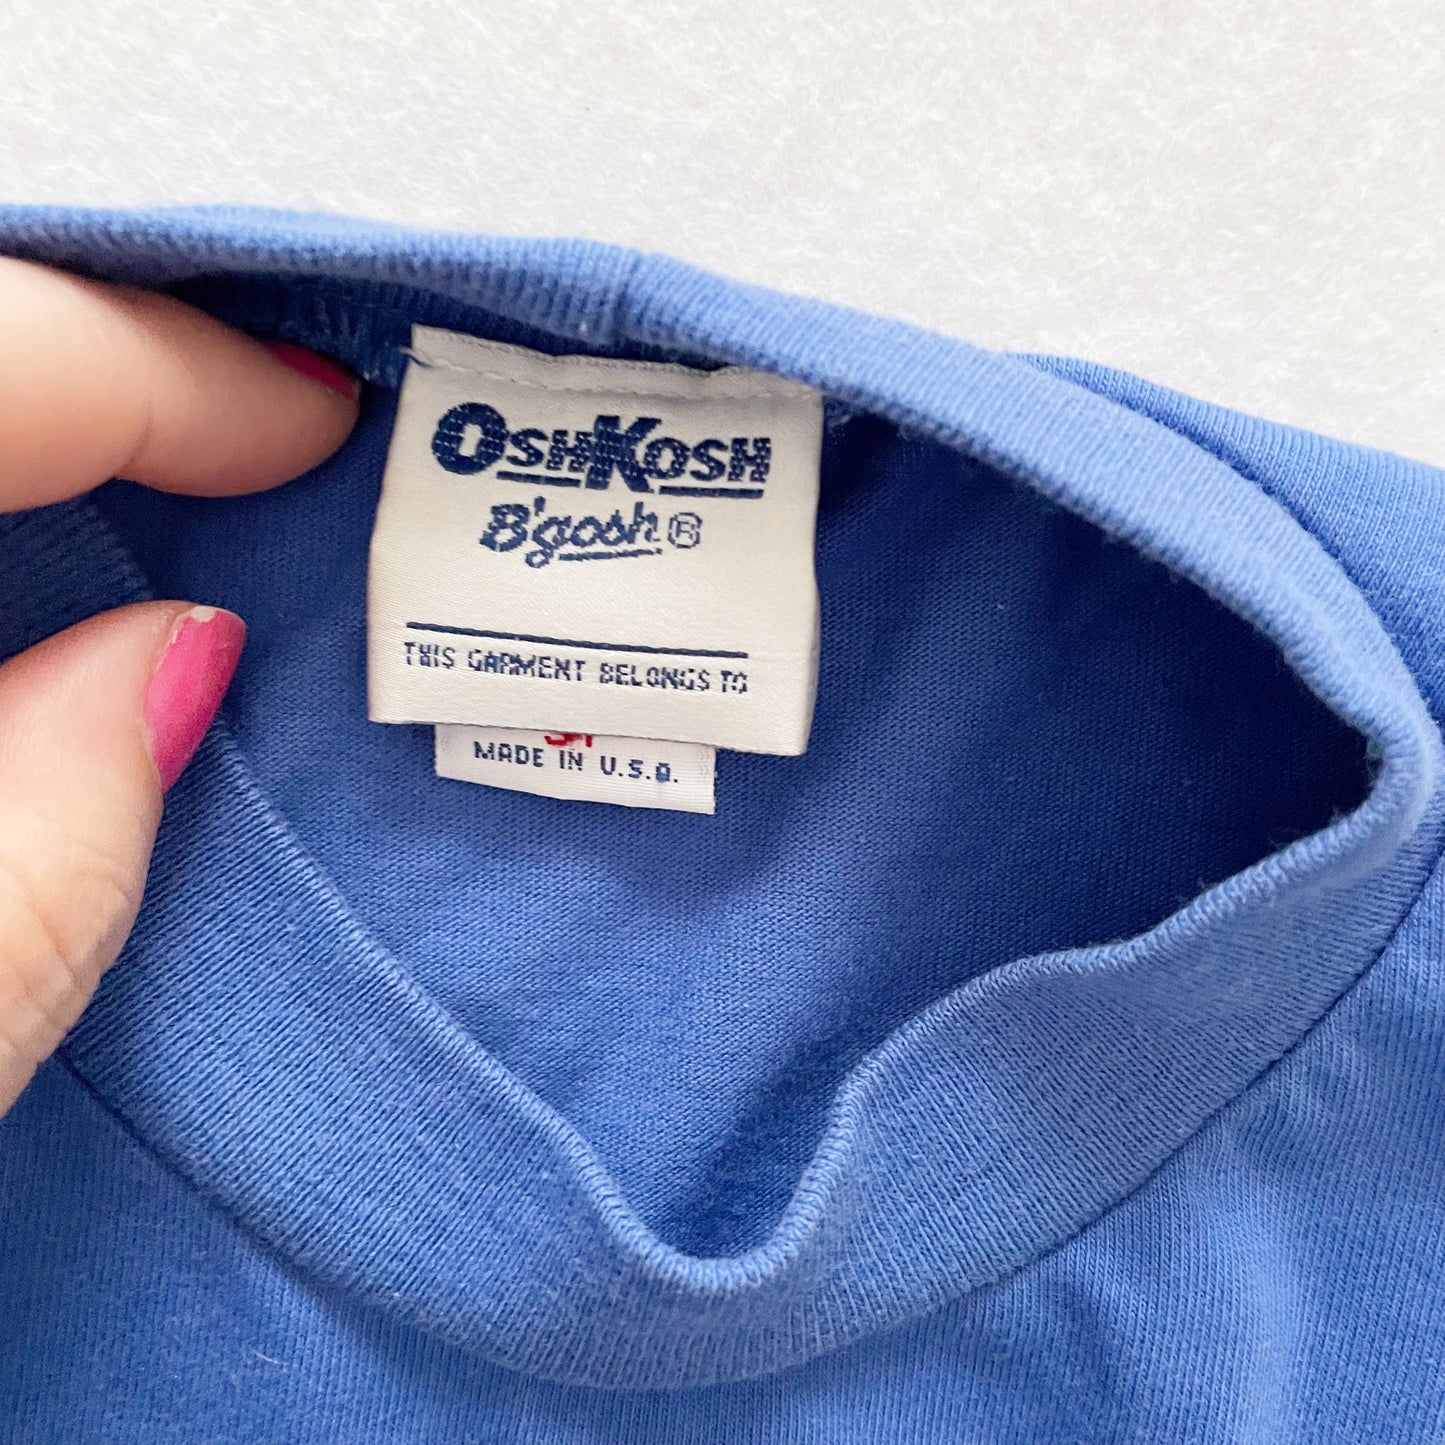 OSHKOSH
B'gosh ®
THIS GARMENT BELONGS TO
MADE IN U.S.A.